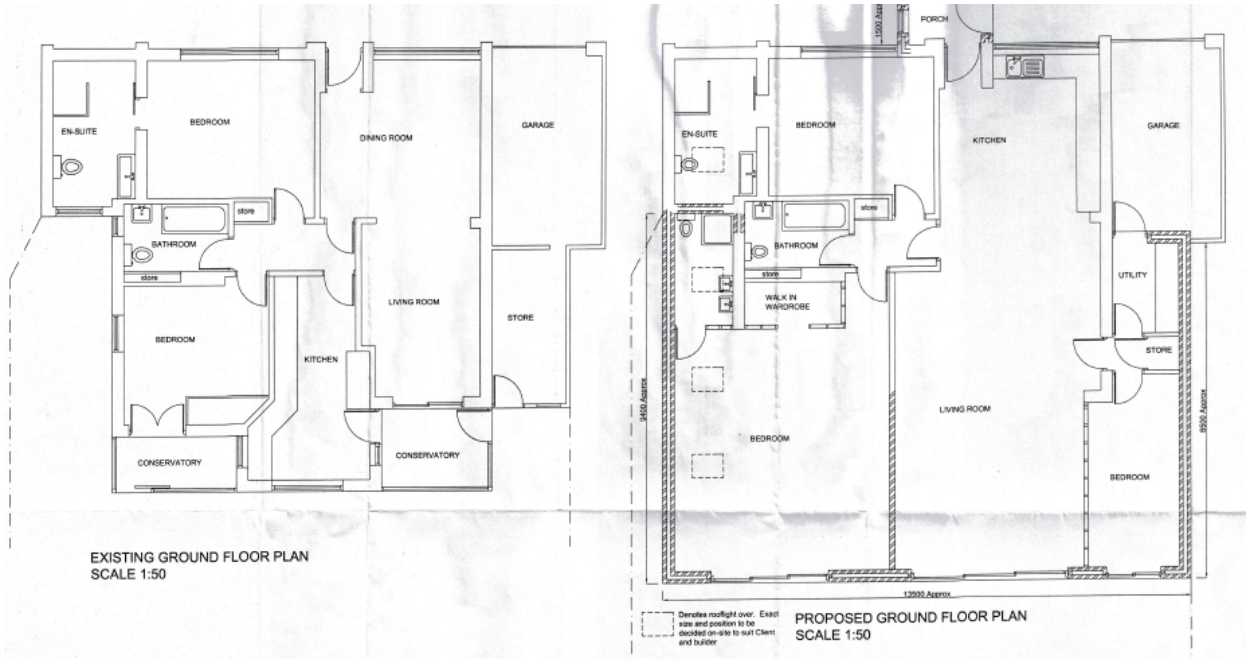 EN-SUITE
BEDROOM
DINING ROOM
GARAGE
store
BATHROOM
store
BEDROOM
LIVING ROOM
STORE
KITCHEN
CONSERVATORY
CONSERVATORY
EXISTING GROUND FLOOR PLAN
SCALE 1:50
PORCH
EN-SUITE
BEDROOM
KITCHEN
GARAGE
store
BATHROOM
store
WALK IN
WARDROBE
UTILITY
STORE
9400 Approx
BEDROOM
LIVING ROOM
8500 Approx
BEDROOM
13500 Approx
Denotes rooflight over. Exact
size and position to be
decided on-site to suit Client
and builder
PROPOSED GROUND FLOOR PLAN
SCALE 1:50